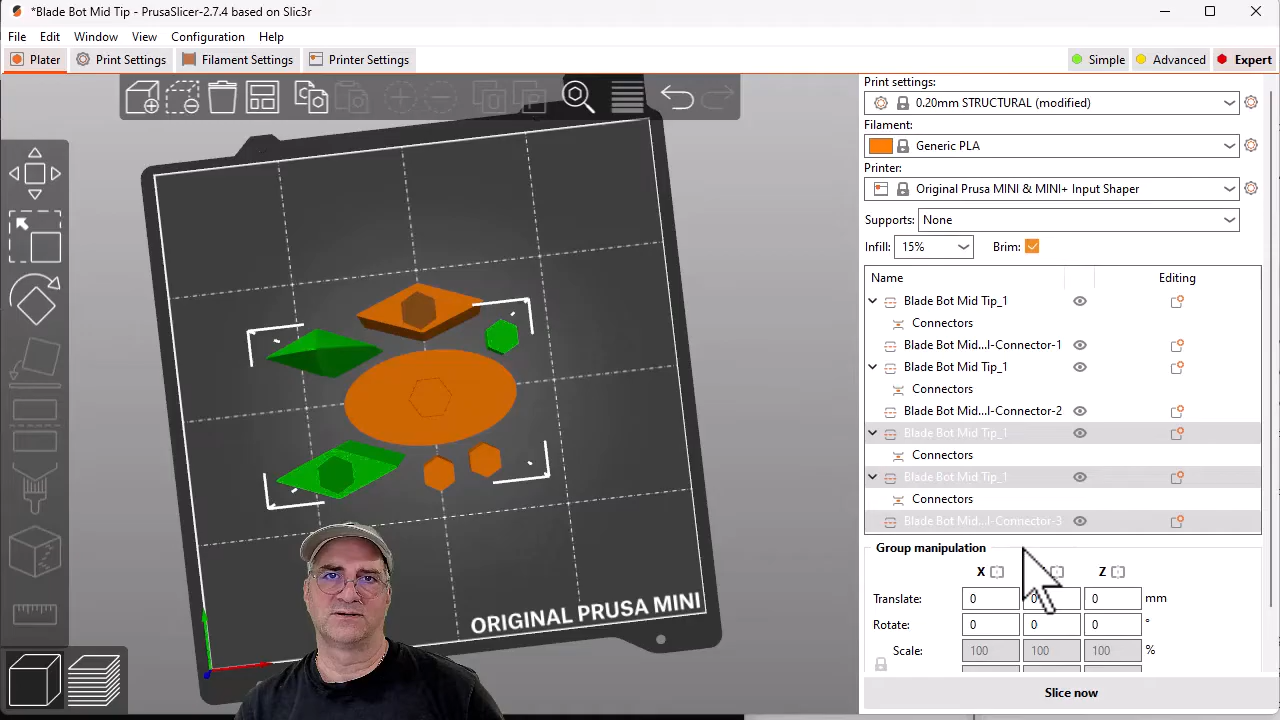 *Blade Bot Mid Tip - PrusaSlicer-2.7.4 based on Slic3r
File Edit Window View Configuration Help
Plater Print Settings Filament Settings Printer Settings Simple Advanced Expert
Print settings:
0.20mm STRUCTURAL (modified)
Filament:
Generic PLA
Printer:
Original Prusa MINI & MINI+ Input Shaper
Supports: None
Infill: 15% Brim:
Name Editing
Blade Bot Mid Tip_1
Connectors
Blade Bot Mid...l-Connector-1
Blade Bot Mid Tip_1
Connectors
Blade Bot Mid...l-Connector-2
Blade Bot Mid Tip_1
Connectors
Blade Bot Mid Tip_1
Connectors
Blade Bot Mid...l-Connector-3
Group manipulation
X Z
Translate: 0 0 0 mm
Rotate: 0 0 0 °
Scale: 100 100 100 %
Slice now
ORIGINAL PRUSA MINI